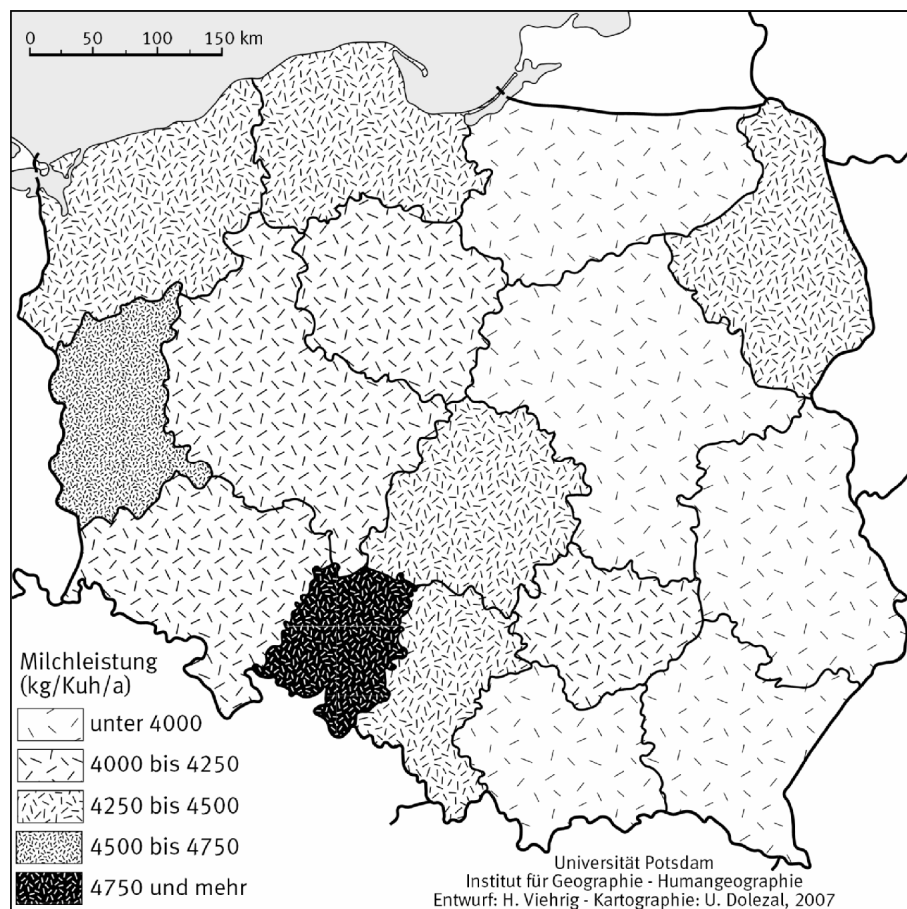 0 50 100 150 km
Milchleistung
(kg/Kuh/a)
unter 4000
4000 bis 4250
4250 bis 4500
4500 bis 4750
4750 und mehr
Universität Potsdam
Institut für Geographie - Humangeographie
Entwurf: H. Viehrig - Kartographie: U. Dolezal, 2007